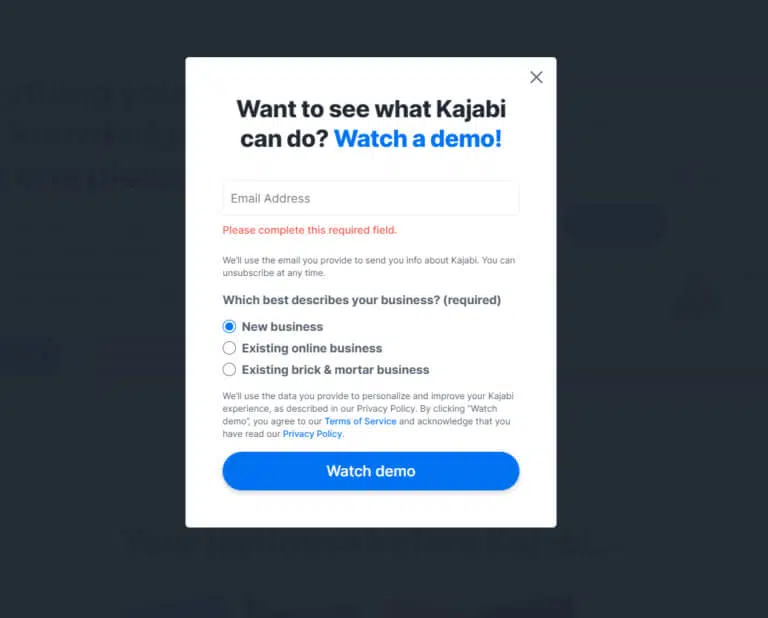 Want to see what Kajabi
can do? Watch a demo!
Email Address
Please complete this required field.
We'll use the email you provide to send you info about Kajabi. You can
unsubscribe at any time.
Which best describes your business? (required)
New business
Existing online business
Existing brick & mortar business
We'll use the data you provide to personalize and improve your Kajabi
experience, as described in our Privacy Policy. By clicking "Watch
demo", you agree to our Terms of Service and acknowledge that you
have read our Privacy Policy.
Watch demo